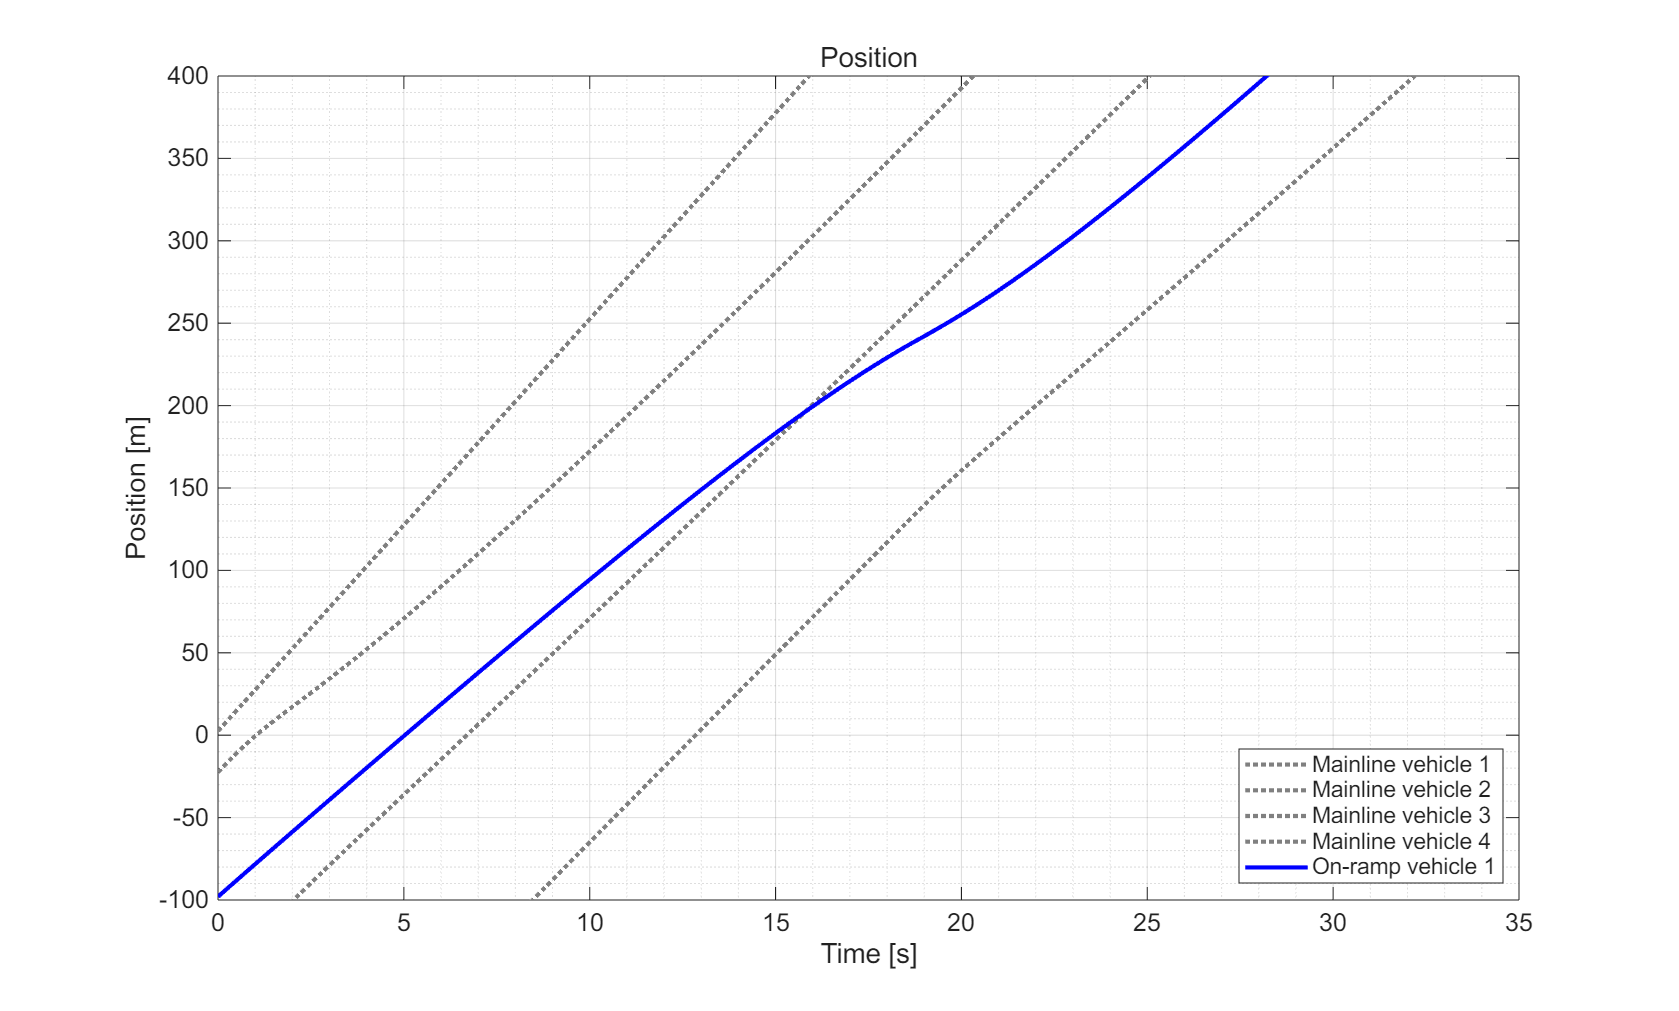 Position
400
350
300
250
200
150
100
50
0
-50
-100
Position [m]
0 5 10 15 20 25 30 35
Time [s]
Mainline vehicle 1
Mainline vehicle 2
Mainline vehicle 3
Mainline vehicle 4
On-ramp vehicle 1